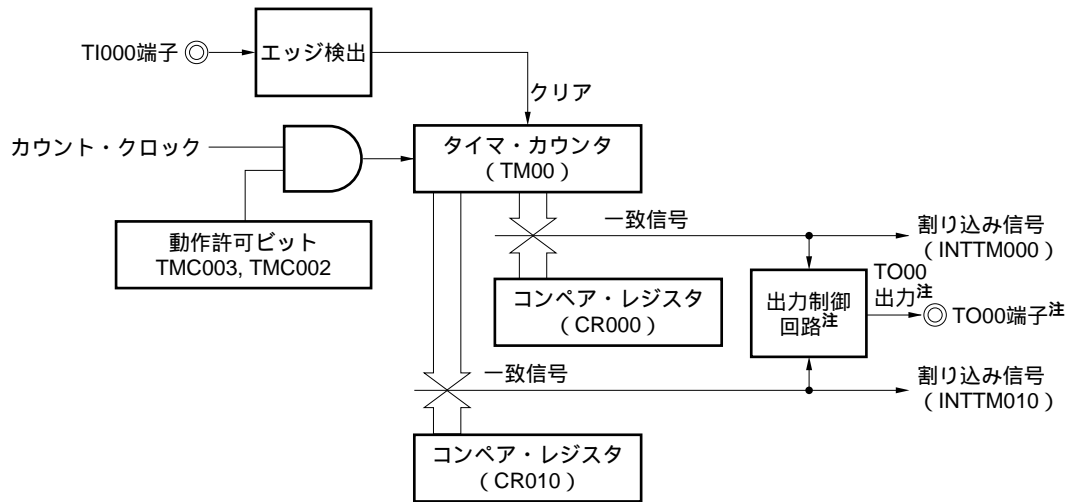 TI000端子
エッジ検出
クリア
カウント・クロック
タイマ・カウンタ
（TM00）
動作許可ビット
TMC003, TMC002
一致信号
割り込み信号
（INTTM000）
コンペア・レジスタ
（CR000）
出力制御
回路注
TO00
出力注
TO00端子注
一致信号
割り込み信号
（INTTM010）
コンペア・レジスタ
（CR010）